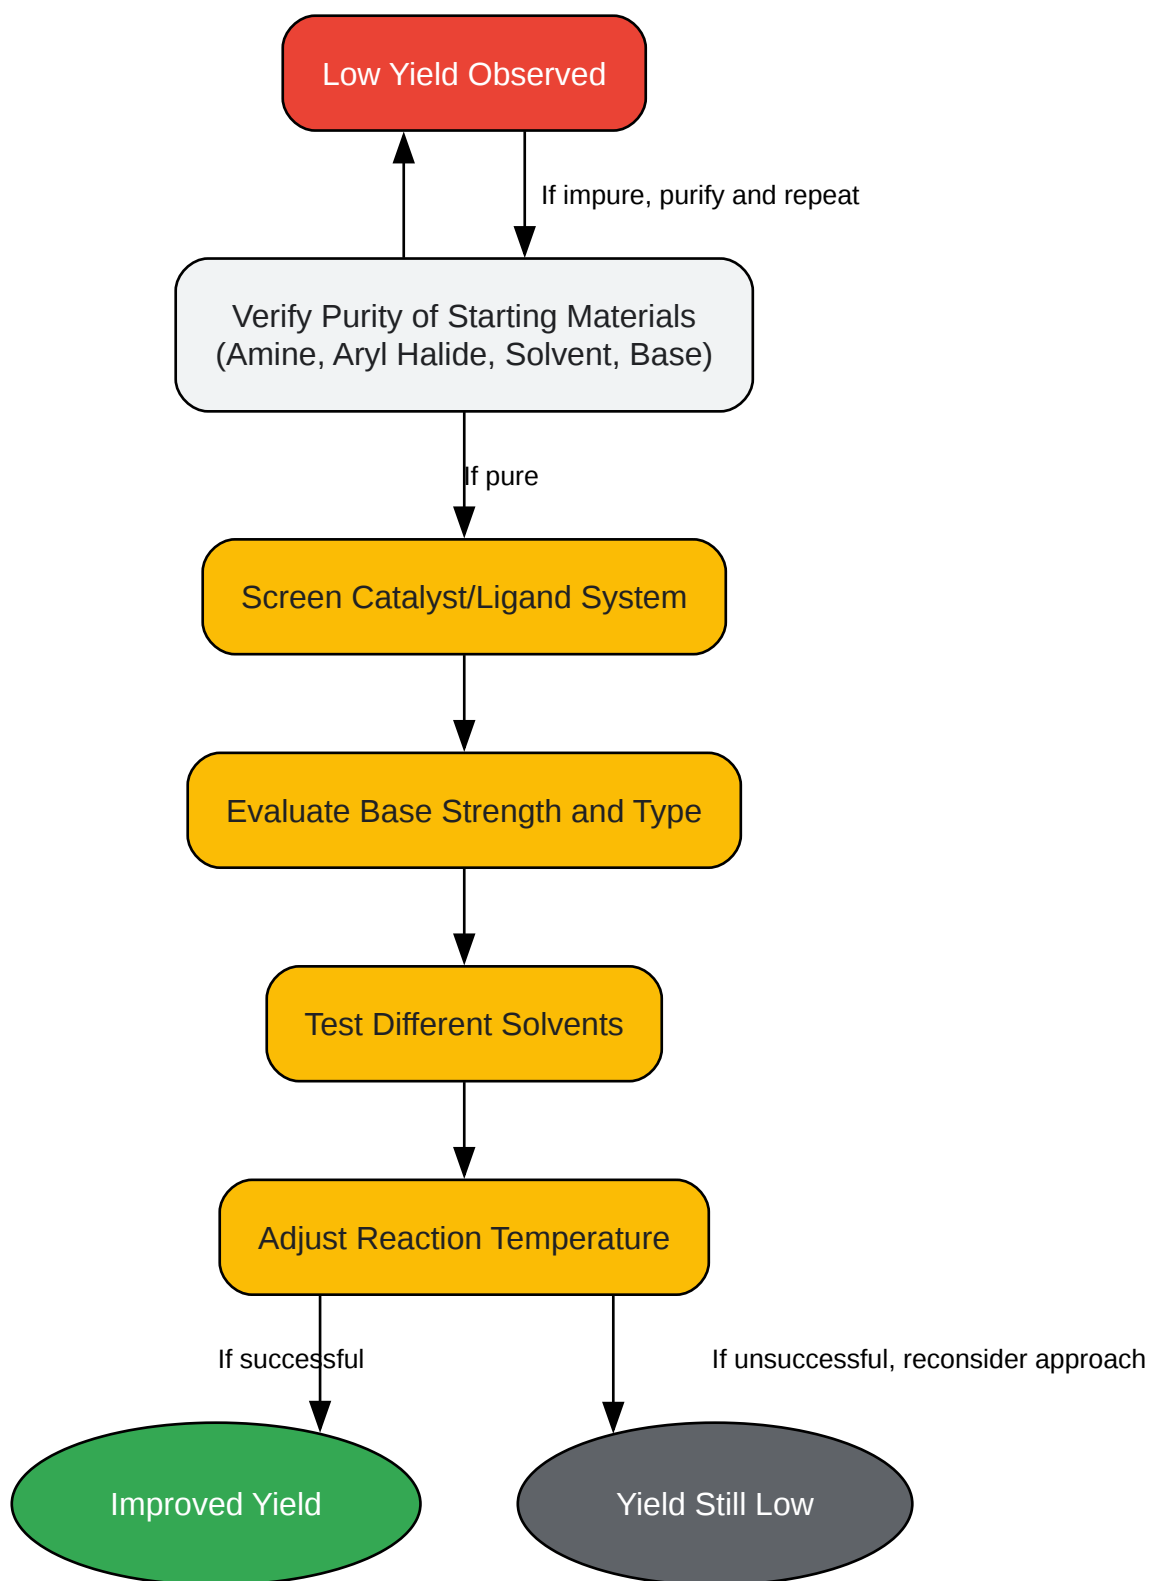 Low Yield Observed
If impure, purify and repeat
Verify Purity of Starting Materials
(Amine, Aryl Halide, Solvent, Base)
If pure
Screen Catalyst/Ligand System
Evaluate Base Strength and Type
Test Different Solvents
Adjust Reaction Temperature
If successful
If unsuccessful, reconsider approach
Improved Yield
Yield Still Low